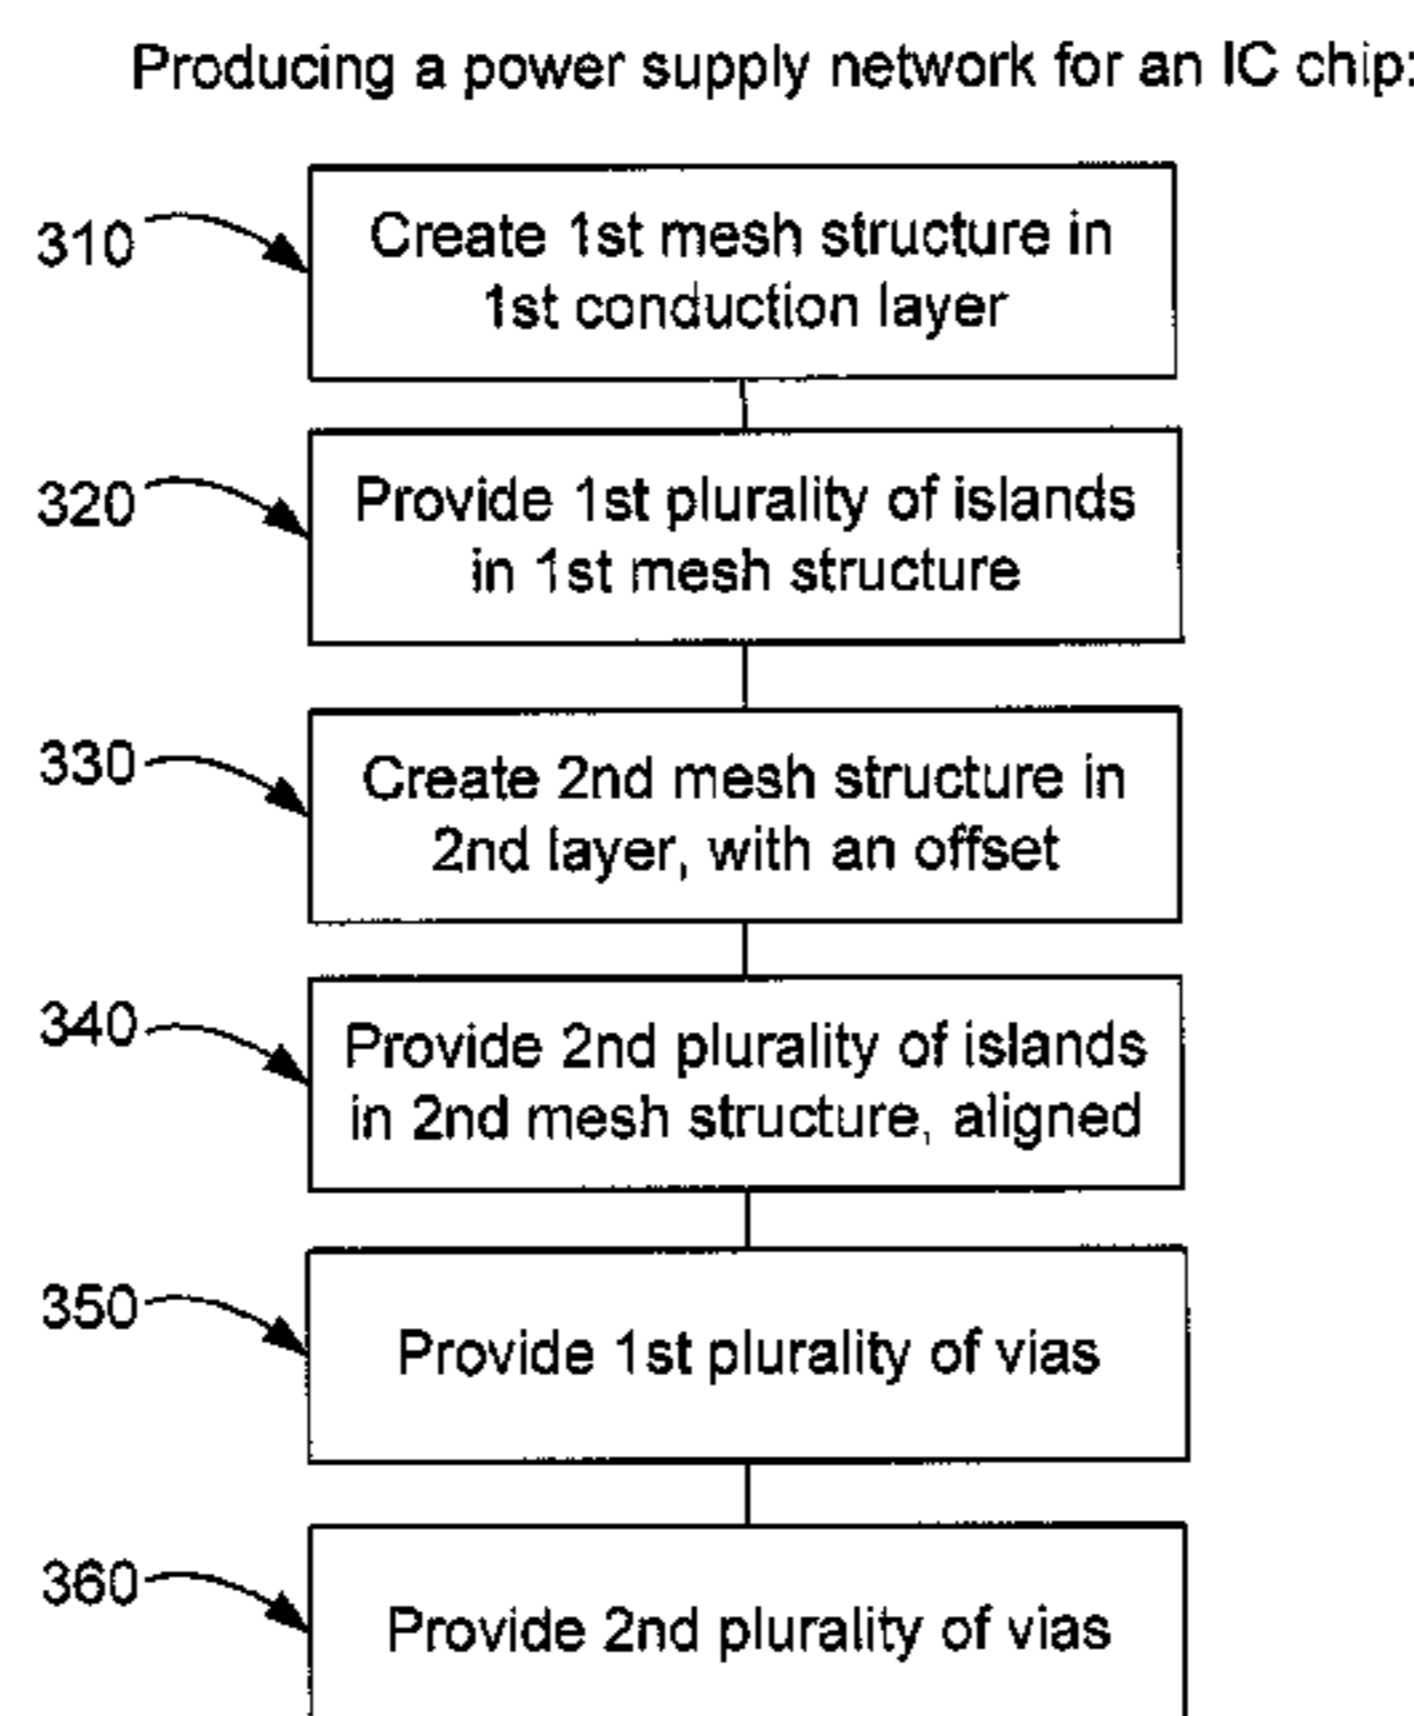 Producing a power supply network for an IC chip:
310
Create 1st mesh structure in
1st conduction layer
320
Provide 1st plurality of islands
in 1st mesh structure
330
Create 2nd mesh structure in
2nd layer, with an offset
340
Provide 2nd plurality of islands
in 2nd mesh structure, aligned
350
Provide 1st plurality of vias
360
Provide 2nd plurality of vias